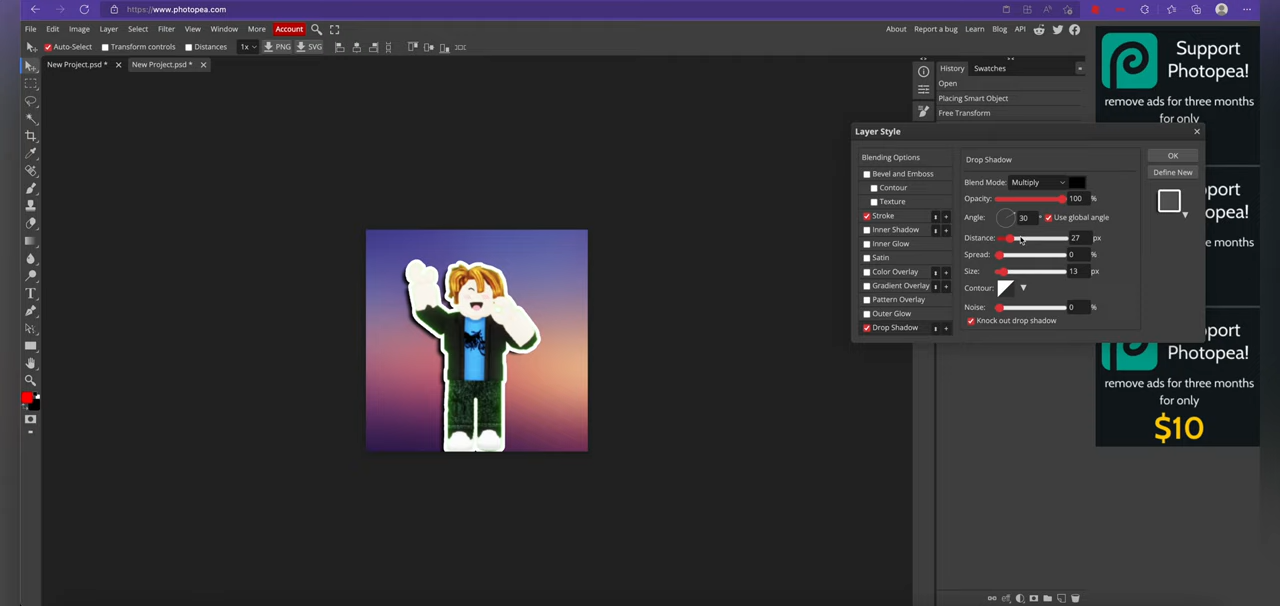 https://www.photopea.com
File Edit Image Layer Select Filter View Window More Account
About Report a bug Learn Blog API
Auto-Select Transform controls Distances 1x PNG SVG
New Project.psd * New Project.psd *
History Swatches
Open
Placing Smart Object
Free Transform
Layer Style
Blending Options
Bevel and Emboss
Contour
Texture
Stroke
Inner Shadow
Inner Glow
Satin
Color Overlay
Gradient Overlay
Pattern Overlay
Outer Glow
Drop Shadow
Drop Shadow
Blend Mode: Multiply
Opacity: 100 %
Angle: 30 ° Use global angle
Distance: 27 px
Spread: 0 %
Size: 13 px
Contour:
Noise: 0 %
Knock out drop shadow
OK
Define New
Support
Photopea!
remove ads for three months
for only
Support
Photopea!
remove ads for three months
Photopea!
remove ads for three months
for only
$10